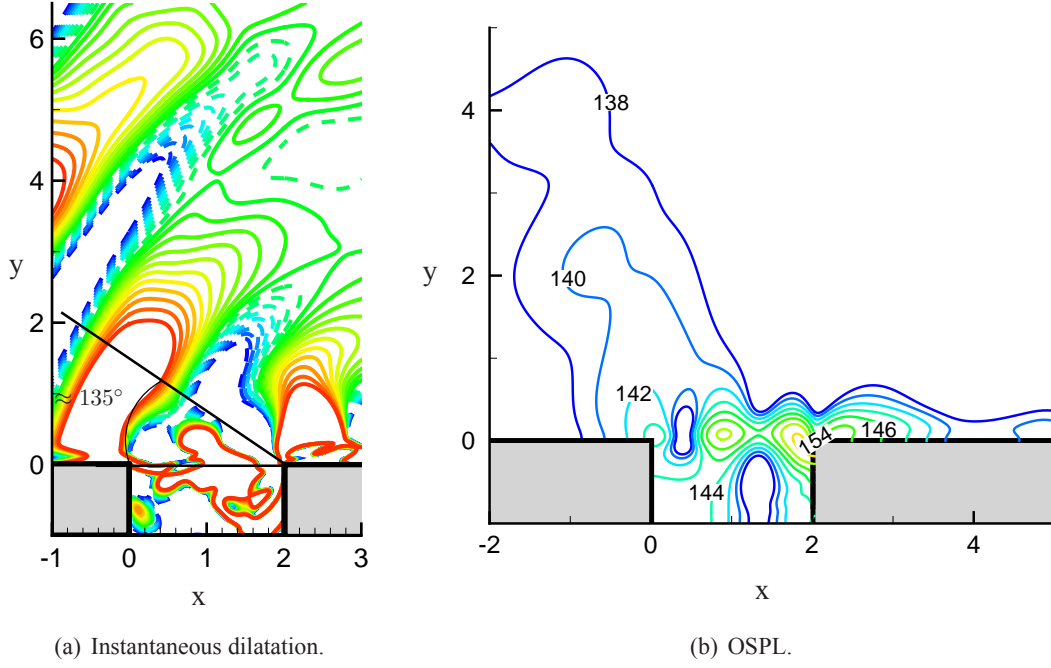 6
4
y
2
≈ 135°
0
-1 0 1 2 3
x
(a) Instantaneous dilatation.
138
4
y
2
140
142
154
146
0
144
-2 0 2 4
x
(b) OSPL.